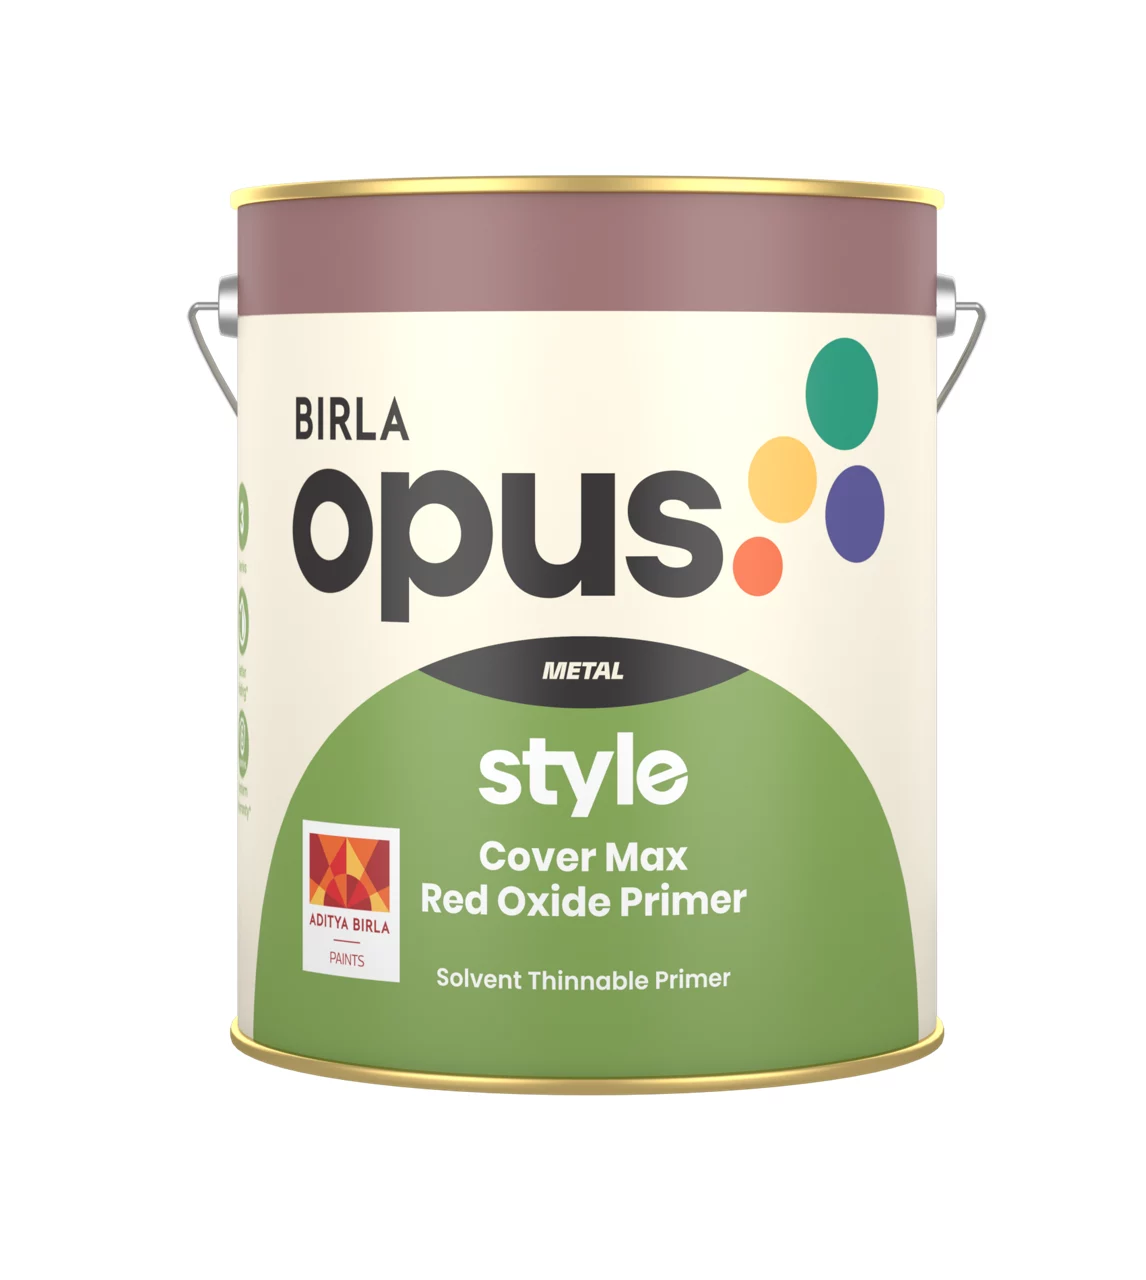 BIRLA
opus
METAL
style
Cover Max
Red Oxide Primer
Solvent Thinnable Primer
ADITYA BIRLA
PAINTS